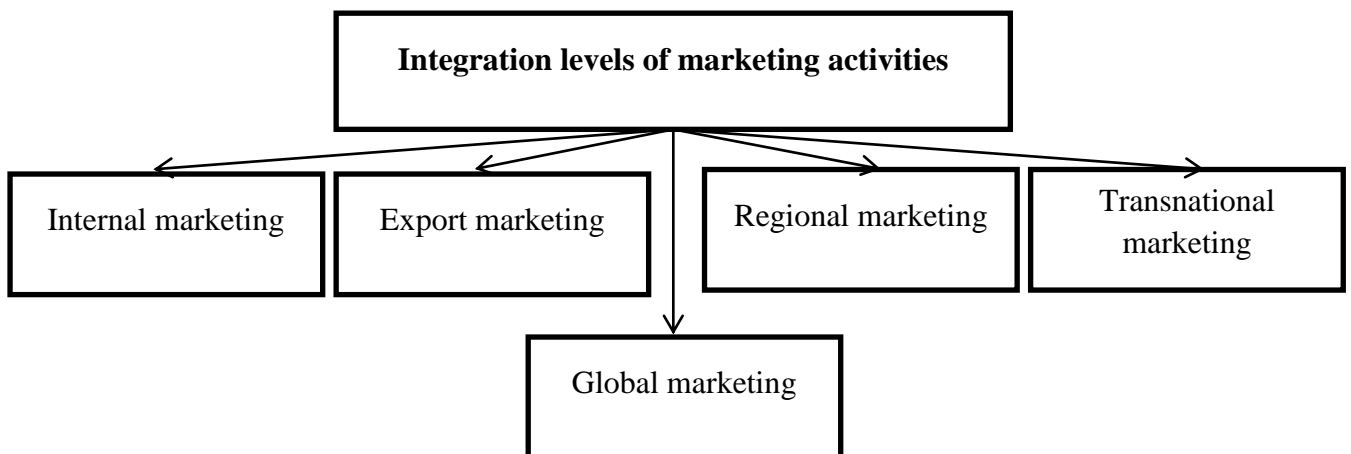 Integration levels of marketing activities
Internal marketing
Export marketing
Regional marketing
Transnational
marketing
Global marketing